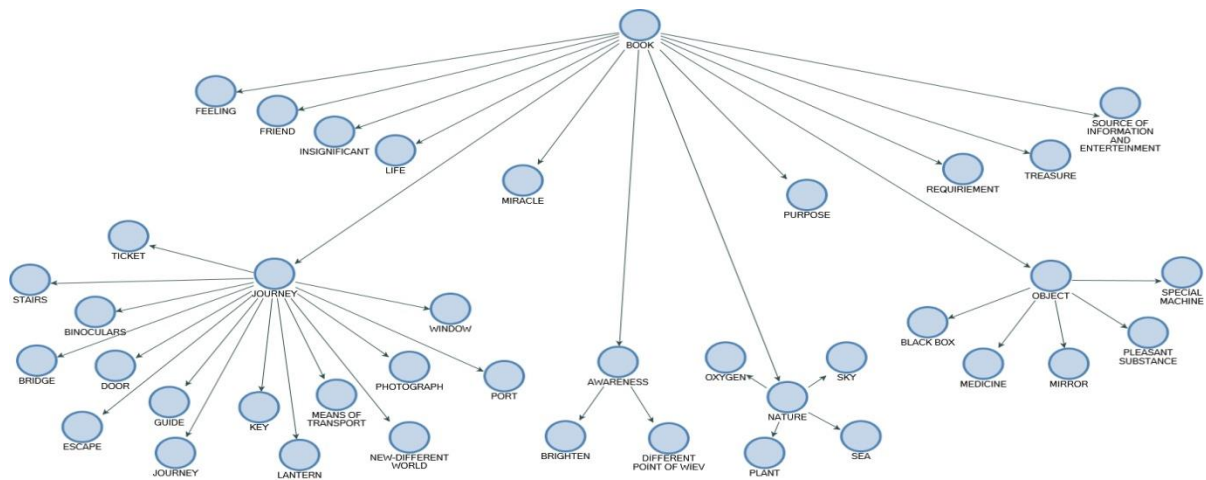 BOOK
FEELING
FRIEND
INSIGNIFICANT
LIFE
MIRACLE
PURPOSE
REQUIRIEMENT
TREASURE
SOURCE OF
INFORMATION
AND
ENTERTEINMENT
TICKET
STAIRS
JOURNEY
BINOCULARS
WINDOW
BRIDGE
DOOR
PHOTOGRAPH
PORT
ESCAPE
GUIDE
KEY
MEANS OF
TRANSPORT
JOURNEY
LANTERN
NEW-DIFFERENT
WORLD
AWARENESS
BRIGHTEN
DIFFERENT
POINT OF WIEV
OXYGEN
SKY
NATURE
PLANT
SEA
OBJECT
SPECIAL
MACHINE
BLACK BOX
PLEASANT
SUBSTANCE
MEDICINE
MIRROR